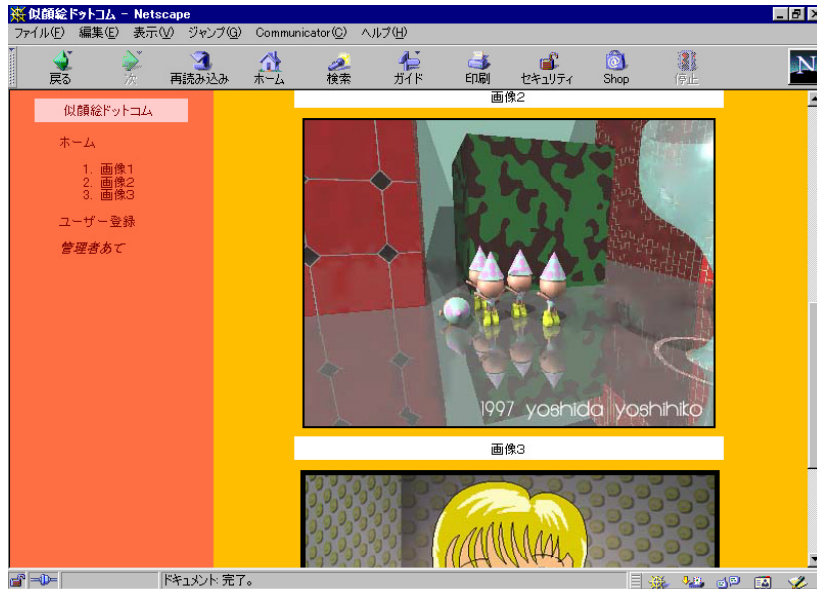 似顔絵ドットコム - Netscape
ファイル(F) 編集(E) 表示(V) ジャンプ(G) Communicator(C) ヘルプ(H)
戻る 次 再読み込み ホーム 検索 ガイド 印刷 セキュリティ Shop 停止
N
似顔絵ドットコム
ホーム
1. 画像1
2. 画像2
3. 画像3
ユーザー登録
管理者あて
画像2
1997 yoshida yoshihiko
画像3
ドキュメント: 完了。